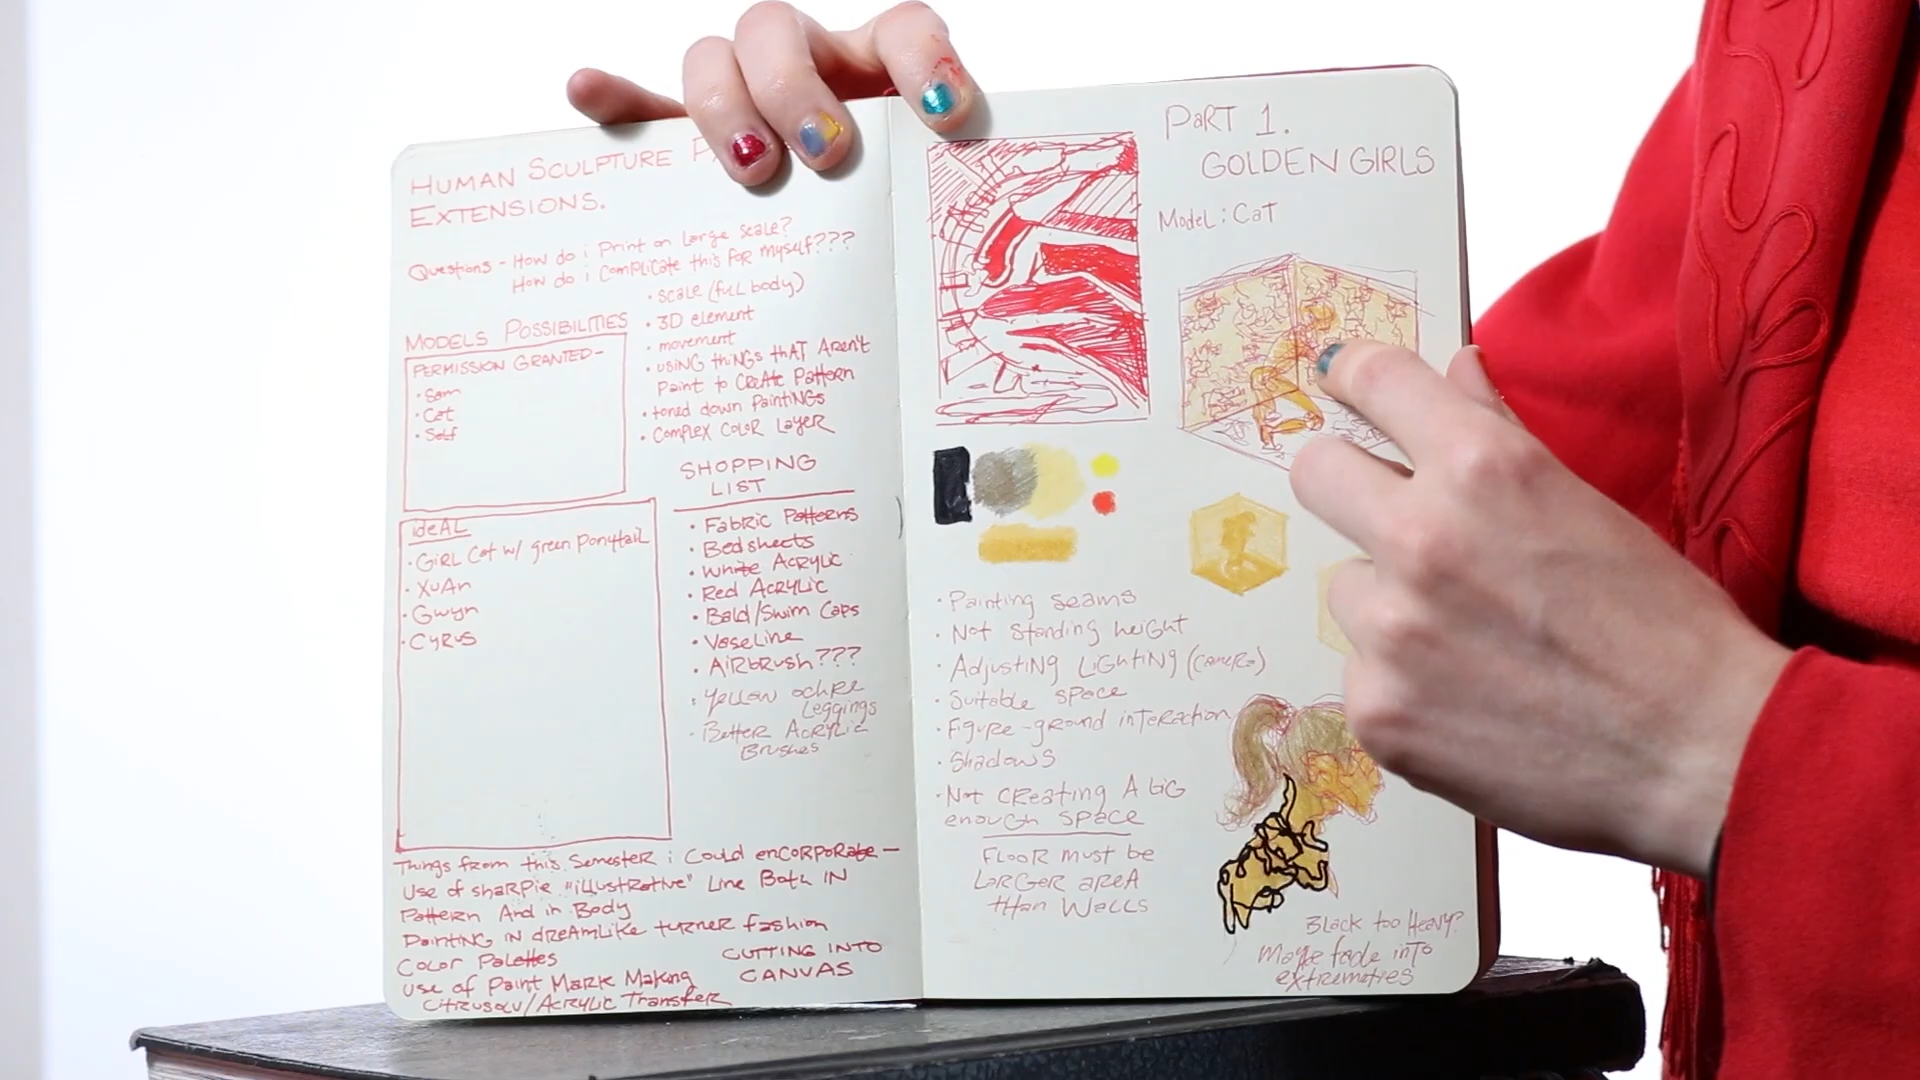 HUMAN SCULPTURE
EXTENSIONS.
Questions - How do i Print on Large scale?
How do i complicate this for myself???
• scale (full body)
• 3D element
• movement
• using things that Aren't
Paint to Create Pattern
• toned down Paintings
• Complex Color Layer
MODELS POSSIBILITIES
PERMISSION GRANTED-
• Sam
• Cat
• Self
ideAL
• Girl Cat w/ green Ponytail
• XuAn
• Gwyn
• Cyrus
SHOPPING
LIST
• Fabric Patterns
• Bedsheets
• White Acrylic
• Red Acrylic
• Bald/Swim Caps
• Vaseline
• Airbrush???
• Yellow ochre
Leggings
• Better Acrylic
Brushes
Things from this Semester i Could encorporate -
Use of sharpie "illustrative" Line Both IN
Pattern And in Body
Painting in dreamlike turner fashion
Color Palettes
Use of Paint Mark Making
Citrusolv/Acrylic Transfer
CUTTING INTO
CANVAS
PART 1.
GOLDEN GIRLS
Model: Cat
• Painting seams
• Not standing height
• Adjusting Lighting (camera)
• Suitable space
• Figure-ground interaction
• Shadows
• Not Creating A big
enough space
Floor must be
Larger area
than Walls
Black too Heavy?
Maybe fade into
extremeties